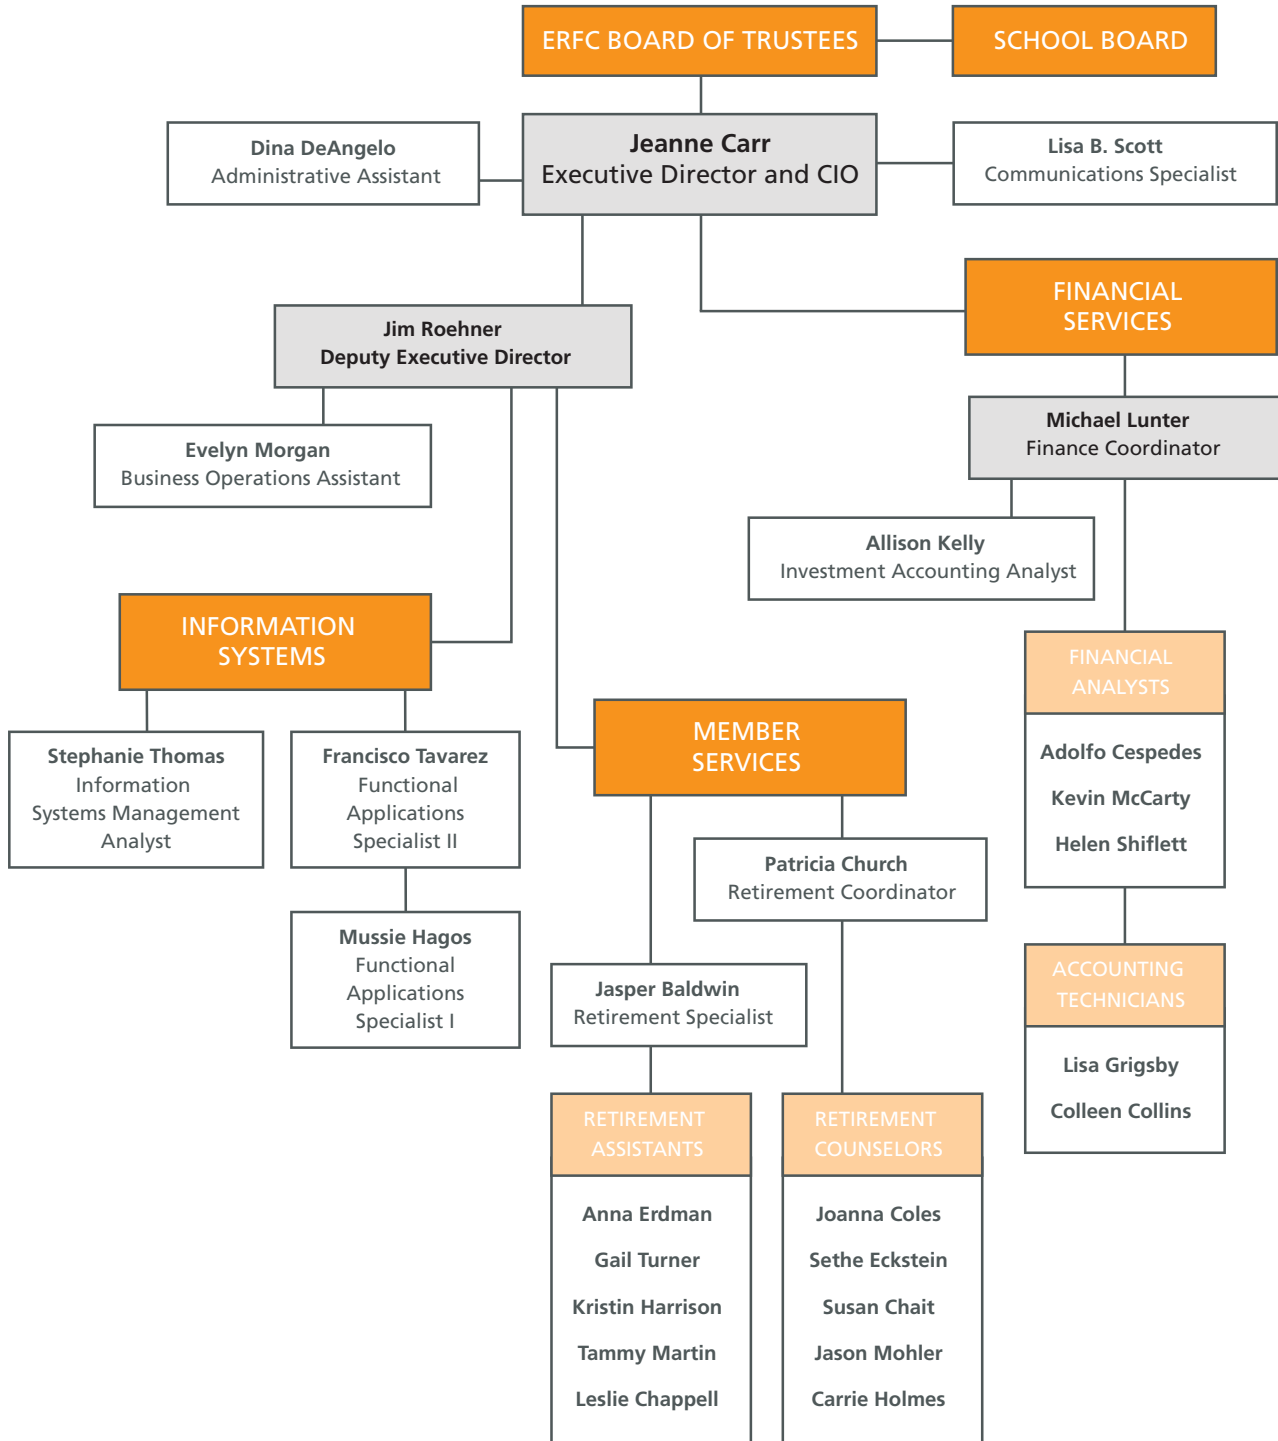 ERFC BOARD OF TRUSTEES
SCHOOL BOARD
Dina DeAngelo
Administrative Assistant
Jeanne Carr
Executive Director and CIO
Lisa B. Scott
Communications Specialist
FINANCIAL
SERVICES
Jim Roehner
Deputy Executive Director
Michael Lunter
Finance Coordinator
Evelyn Morgan
Business Operations Assistant
Allison Kelly
Investment Accounting Analyst
INFORMATION
SYSTEMS
FINANCIAL
ANALYSTS
Adolfo Cespedes
Kevin McCarty
Helen Shiflett
Stephanie Thomas
Information
Systems Management
Analyst
Francisco Tavarez
Functional
Applications
Specialist II
MEMBER
SERVICES
Patricia Church
Retirement Coordinator
Mussie Hagos
Functional
Applications
Specialist I
Jasper Baldwin
Retirement Specialist
ACCOUNTING
TECHNICIANS
Lisa Grigsby
Colleen Collins
RETIREMENT
ASSISTANTS
Anna Erdman
Gail Turner
Kristin Harrison
Tammy Martin
Leslie Chappell
RETIREMENT
COUNSELORS
Joanna Coles
Sethe Eckstein
Susan Chait
Jason Mohler
Carrie Holmes